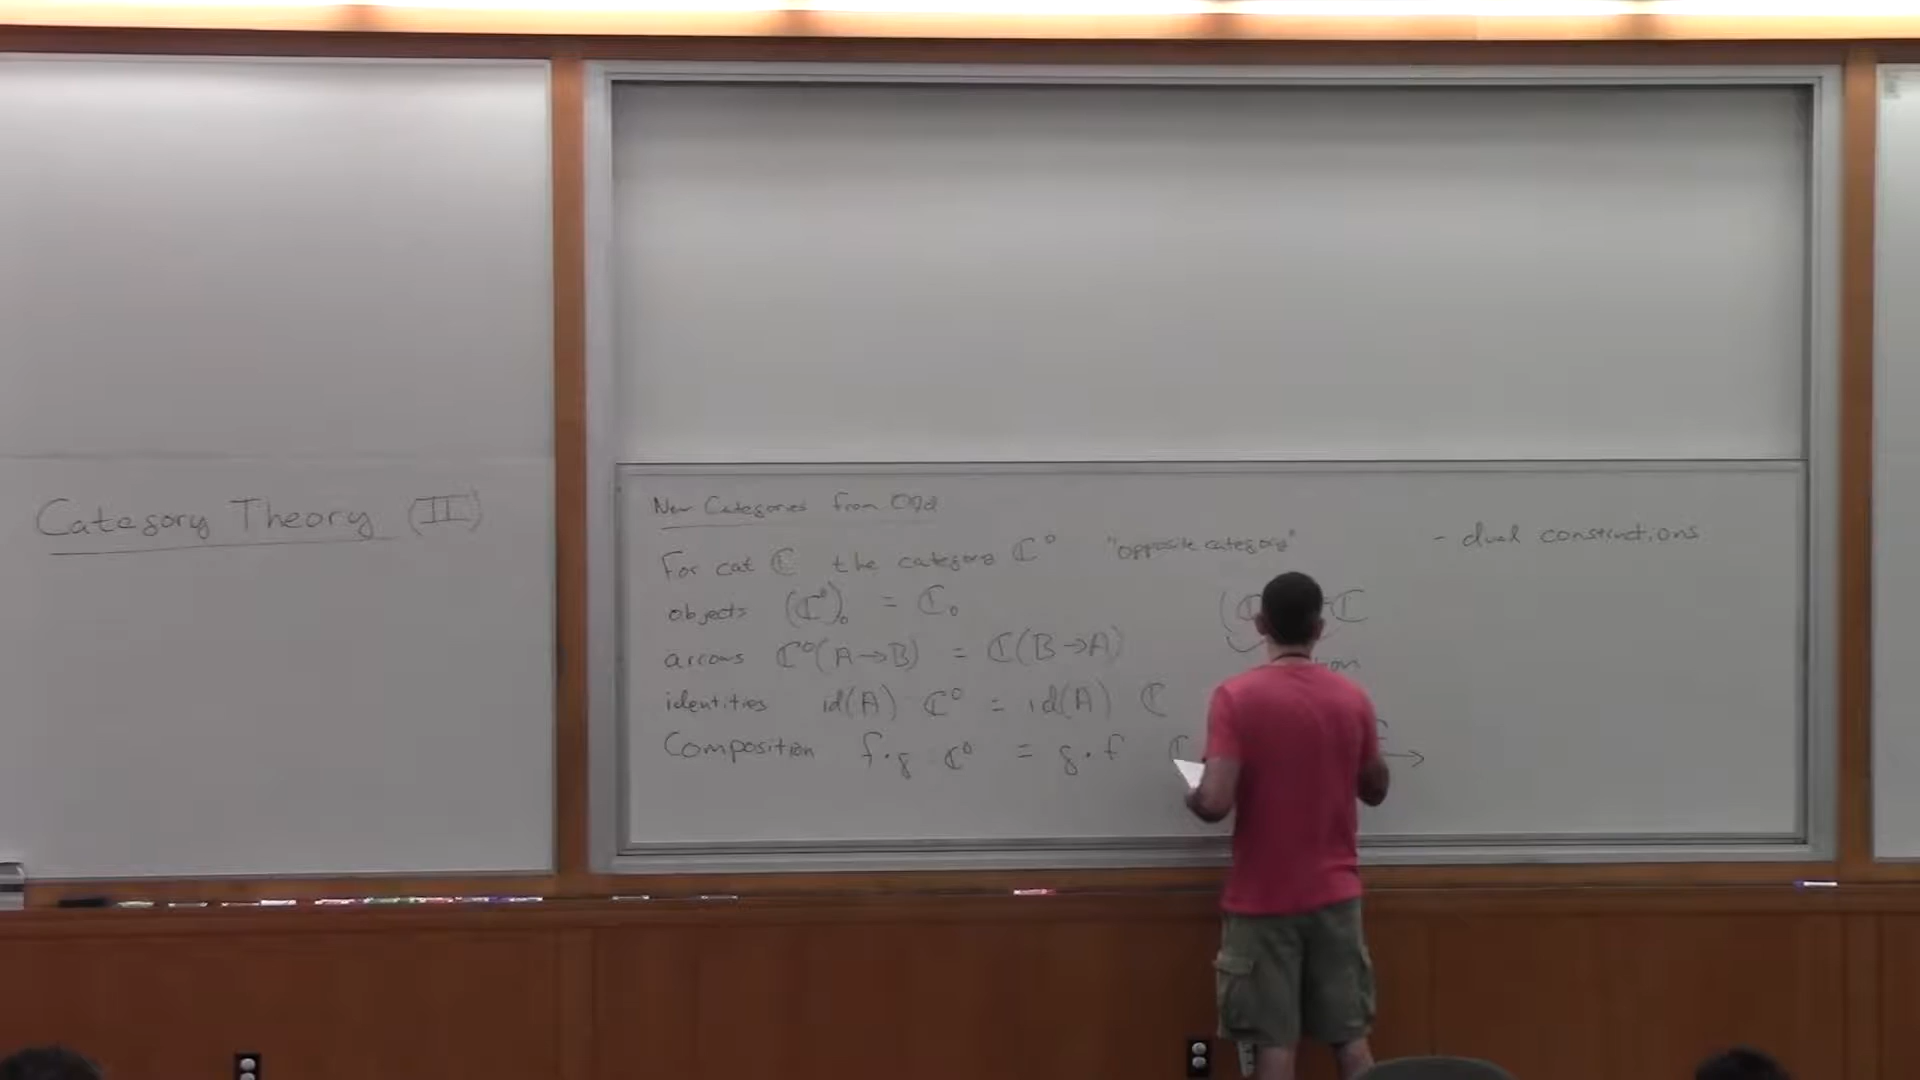 Category Theory (II)
New Categories from Old
For cat ℂ the category ℂ° "opposite category"
objects (ℂ°)₀ = ℂ₀
arrows ℂ°(A→B) = ℂ(B→A)
identities id(A) ℂ° = id(A) ℂ
Composition f·g ℂ° = g·f ℂ
- dual constructions